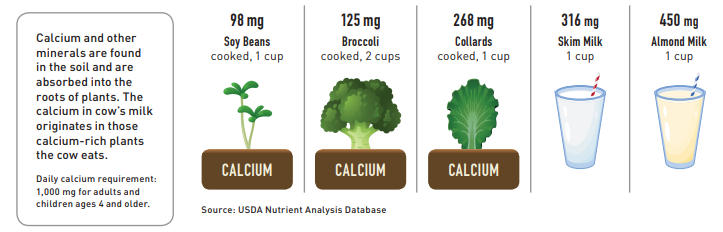 Calcium and other
minerals are found
in the soil and are
absorbed into the
roots of plants. The
calcium in cow's milk
originates in those
calcium-rich plants
the cow eats.
Daily calcium requirement:
1,000 mg for adults and
children ages 4 and older.
98 mg
Soy Beans
cooked, 1 cup
CALCIUM
125 mg
Broccoli
cooked, 2 cups
CALCIUM
268 mg
Collards
cooked, 1 cup
CALCIUM
316 mg
Skim Milk
1 cup
450 mg
Almond Milk
1 cup
Source: USDA Nutrient Analysis Database